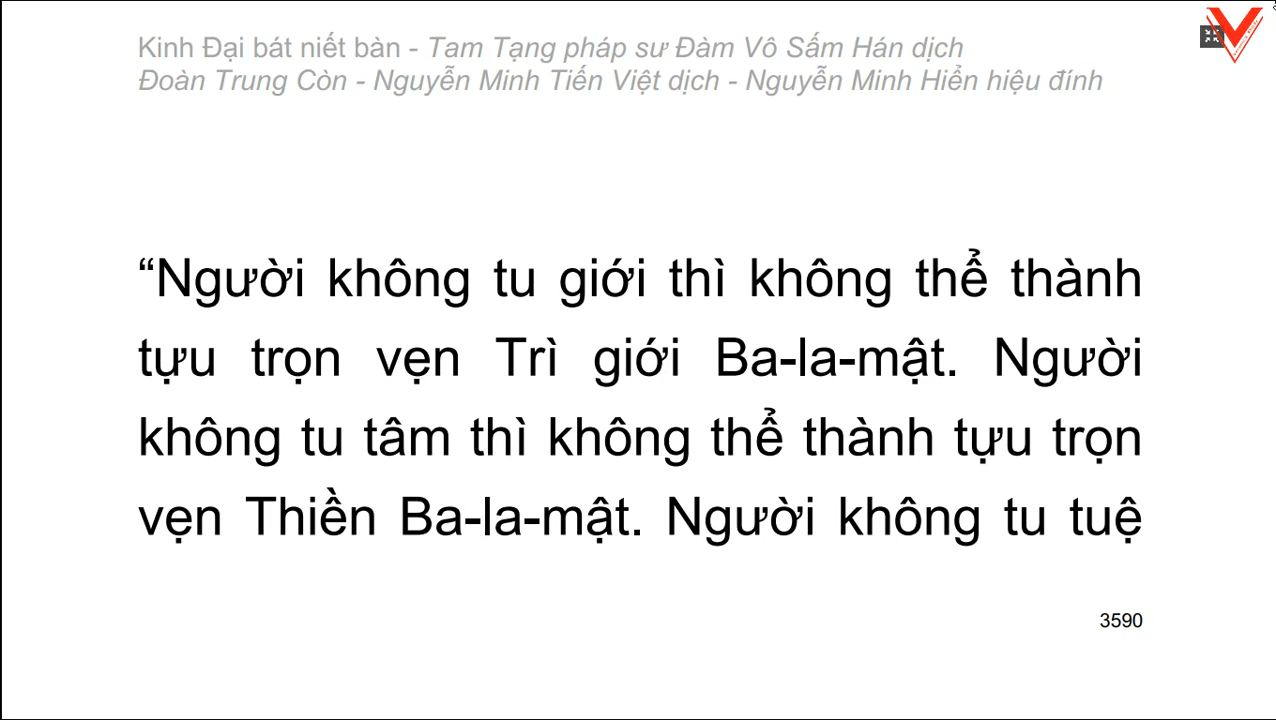 Kinh Đại bát niết bàn - Tam Tạng pháp sư Đàm Vô Sấm Hán dịch
Đoàn Trung Còn - Nguyễn Minh Tiến Việt dịch - Nguyễn Minh Hiển hiệu đính
“Người không tu giới thì không thể thành
tựu trọn vẹn Trì giới Ba-la-mật. Người
không tu tâm thì không thể thành tựu trọn
vẹn Thiền Ba-la-mật. Người không tu tuệ
3590